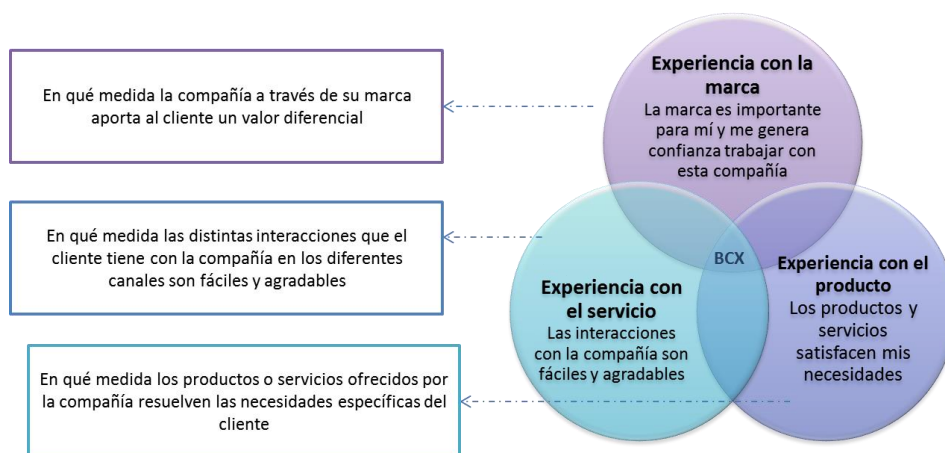 En qué medida la compañía a través de su marca
aporta al cliente un valor diferencial
En qué medida las distintas interacciones que el
cliente tiene con la compañía en los diferentes
canales son fáciles y agradables
En qué medida los productos o servicios ofrecidos por
la compañía resuelven las necesidades específicas del
cliente
Experiencia con la
marca
La marca es importante
para mí y me genera
confianza trabajar con
esta compañía
BCX
Experiencia con
el servicio
Las interacciones
con la compañía son
fáciles y agradables
Experiencia con el
producto
Los productos y
servicios
satisfacen mis
necesidades